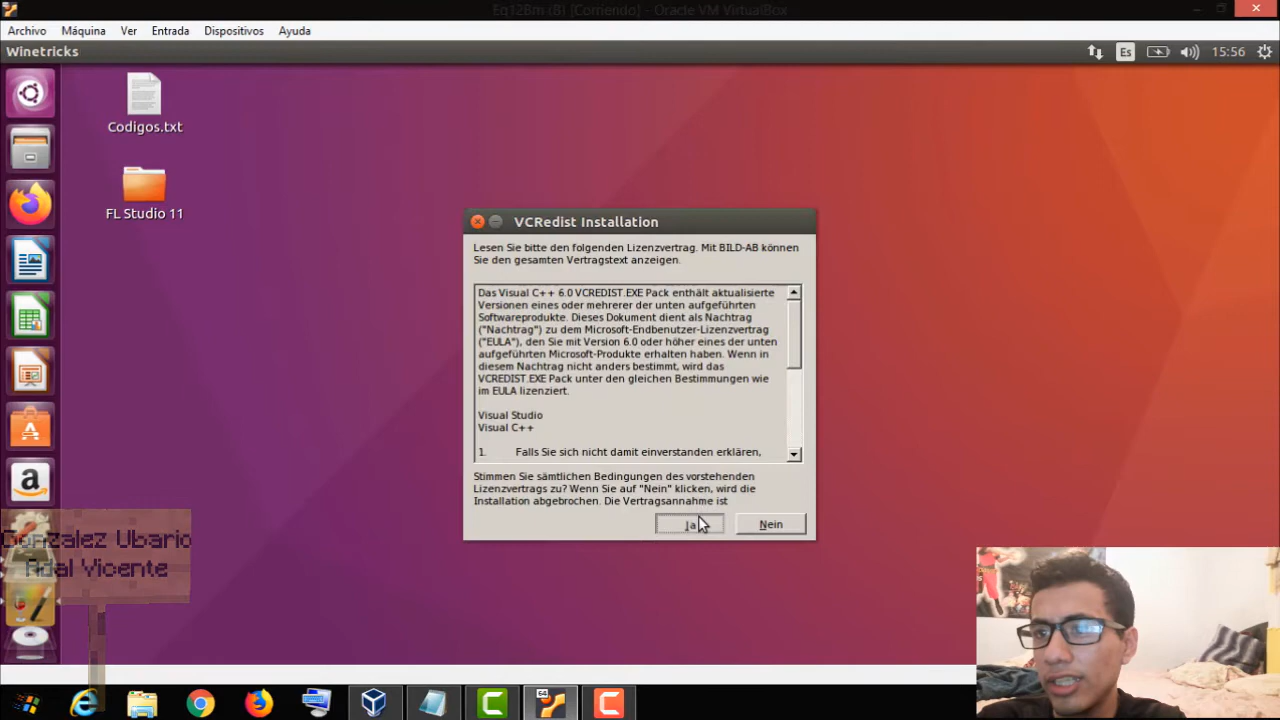 Eq12Bm (8) [Corriendo] - Oracle VM VirtualBox
Archivo Máquina Ver Entrada Dispositivos Ayuda
Winetricks
Es
15:56
Codigos.txt
FL Studio 11
VCRedist Installation
Lesen Sie bitte den folgenden Lizenzvertrag. Mit BILD-AB können
Sie den gesamten Vertragstext anzeigen.
Das Visual C++ 6.0 VCREDIST.EXE Pack enthält aktualisierte
Versionen eines oder mehrerer der unten aufgeführten
Softwareprodukte. Dieses Dokument dient als Nachtrag
("Nachtrag") zu dem Microsoft-Endbenutzer-Lizenzvertrag
("EULA"), den Sie mit Version 6.0 oder höher eines der unten
aufgeführten Microsoft-Produkte erhalten haben. Wenn in
diesem Nachtrag nicht anders bestimmt, wird das
VCREDIST.EXE Pack unter den gleichen Bestimmungen wie
im EULA lizenziert.
Visual Studio
Visual C++
1. Falls Sie sich nicht damit einverstanden erklären,
Stimmen Sie sämtlichen Bedingungen des vorstehenden
Lizenzvertrags zu? Wenn Sie auf "Nein" klicken, wird die
Installation abgebrochen. Die Vertragsannahme ist
Ja
Nein
Gonzalez Ubario
Adal Vicente
64